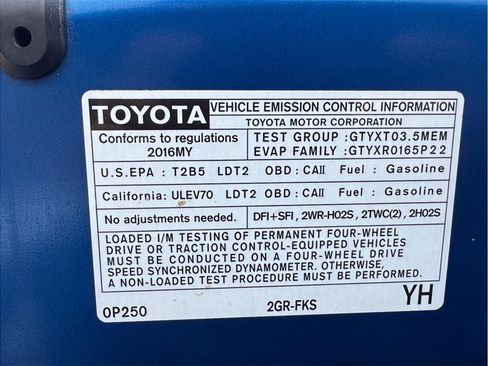 TOYOTA VEHICLE EMISSION CONTROL INFORMATION
TOYOTA MOTOR CORPORATION
Conforms to regulations
2016MY
TEST GROUP :GTYXT03.5MEM
EVAP FAMILY :GTYXR0165P22
U.S.EPA : T2B5 LDT2 OBD : CAII Fuel : Gasoline
California: ULEV70 LDT2 OBD : CAII Fuel : Gasoline
No adjustments needed. DFI+SFI, 2WR-HO2S, 2TWC(2), 2HO2S
LOADED I/M TESTING OF PERMANENT FOUR-WHEEL
DRIVE OR TRACTION CONTROL-EQUIPPED VEHICLES
MUST BE CONDUCTED ON A FOUR-WHEEL DRIVE
SPEED SYNCHRONIZED DYNAMOMETER. OTHERWISE,
A NON-LOADED TEST PROCEDURE MUST BE PERFORMED.
0P250 2GR-FKS YH